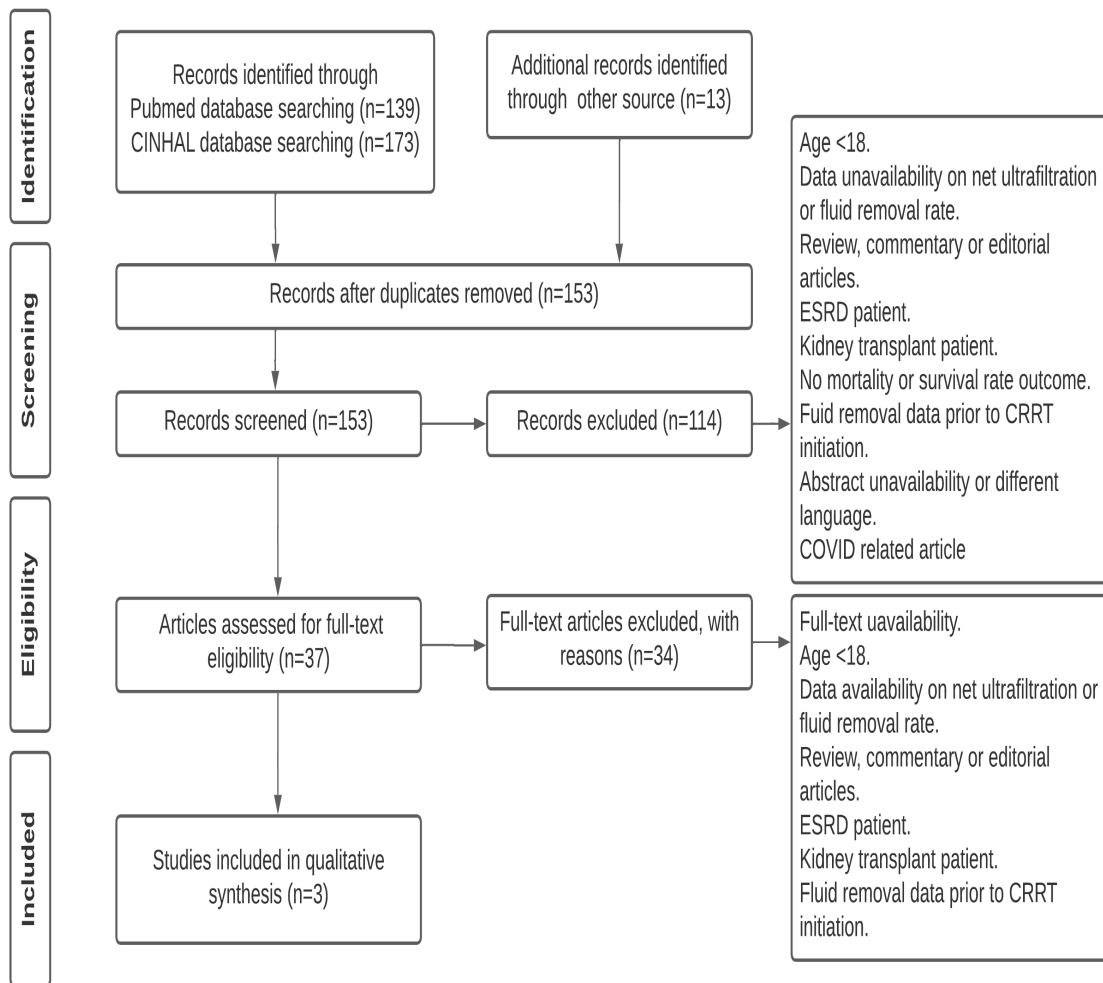 Identification
Records identified through
Pubmed database searching (n=139)
CINHAL database searching (n=173)
Additional records identified
through other source (n=13)
Screening
Records after duplicates removed (n=153)
Records screened (n=153)
Records excluded (n=114)
Age <18.
Data unavailability on net ultrafiltration
or fluid removal rate.
Review, commentary or editorial
articles.
ESRD patient.
Kidney transplant patient.
No mortality or survival rate outcome.
Fuid removal data prior to CRRT
initiation.
Abstract unavailability or different
language.
COVID related article
Eligibility
Articles assessed for full-text
eligibility (n=37)
Full-text articles excluded, with
reasons (n=34)
Full-text uavailability.
Age <18.
Data availability on net ultrafiltration or
fluid removal rate.
Review, commentary or editorial
articles.
ESRD patient.
Kidney transplant patient.
Fluid removal data prior to CRRT
initiation.
Included
Studies included in qualitative
synthesis (n=3)